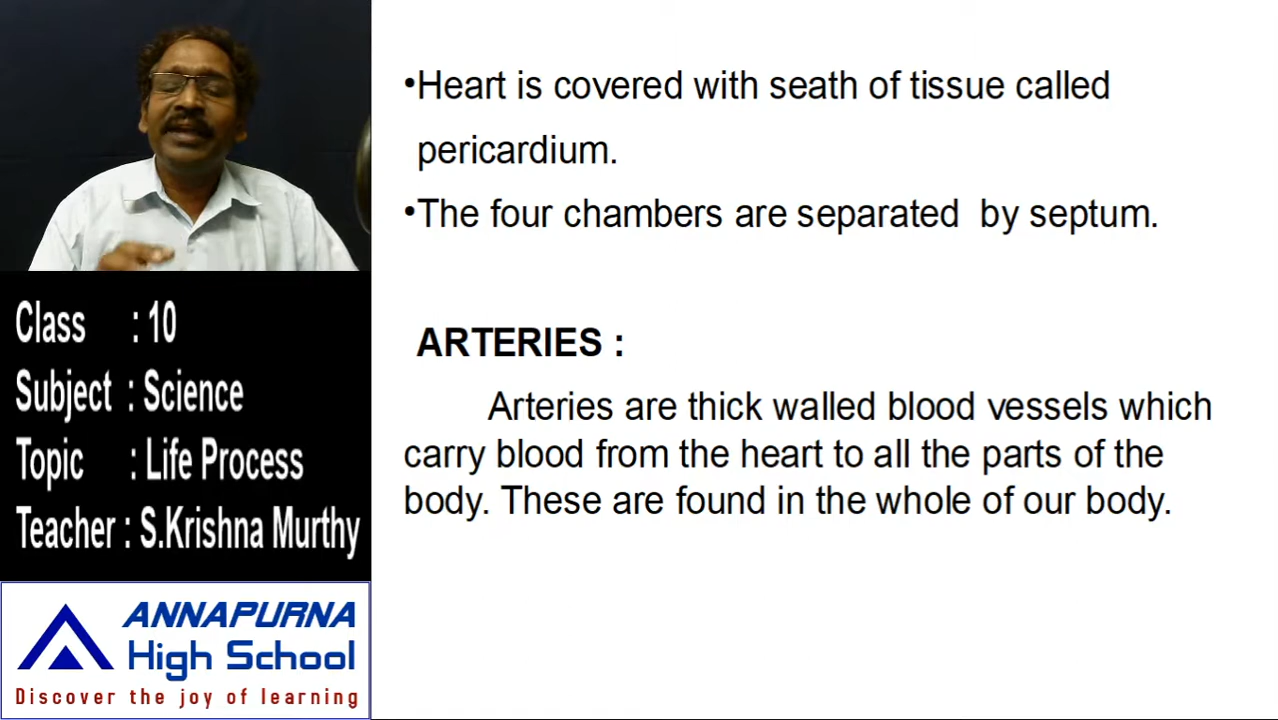 •Heart is covered with seath of tissue called
pericardium.
•The four chambers are separated by septum.
ARTERIES :
Arteries are thick walled blood vessels which
carry blood from the heart to all the parts of the
body. These are found in the whole of our body.
Class : 10
Subject : Science
Topic : Life Process
Teacher : S.Krishna Murthy
ANNAPURNA
High School
Discover the joy of learning